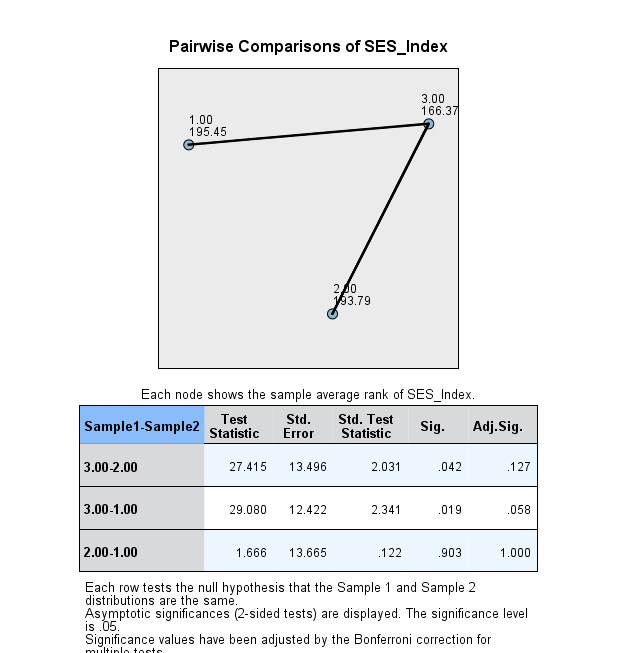 Pairwise Comparisons of SES_Index
3.00
166.37
1.00
195.45
2.00
193.79
Each node shows the sample average rank of SES_Index.
Sample1-Sample2 Test Statistic Std. Error Std. Test Statistic Sig. Adj.Sig.
3.00-2.00 27.415 13.496 2.031 .042 .127
3.00-1.00 29.080 12.422 2.341 .019 .058
2.00-1.00 1.666 13.665 .122 .903 1.000
Each row tests the null hypothesis that the Sample 1 and Sample 2
distributions are the same.
Asymptotic significances (2-sided tests) are displayed. The significance level
is .05.
Significance values have been adjusted by the Bonferroni correction for
multiple tests